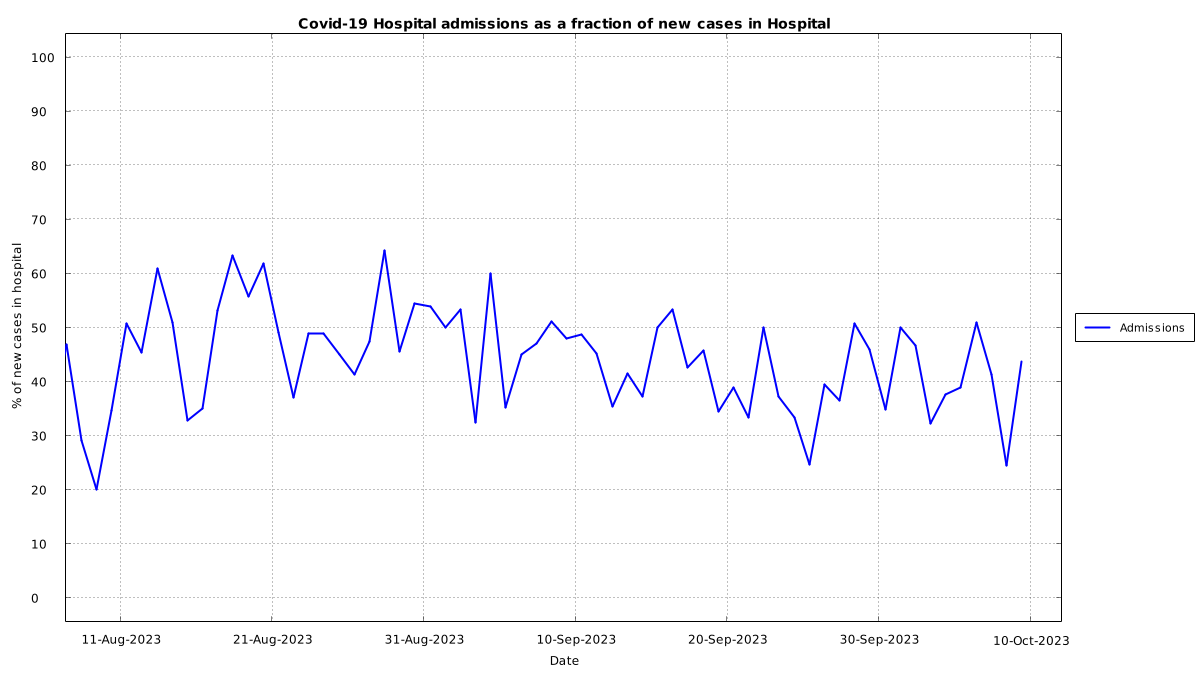 Covid-19 Hospital admissions as a fraction of new cases in Hospital
100
90
80
70
60
50
40
30
20
10
0
% of new cases in hospital
11-Aug-2023 21-Aug-2023 31-Aug-2023 10-Sep-2023 20-Sep-2023 30-Sep-2023 10-Oct-2023
Date
Admissions